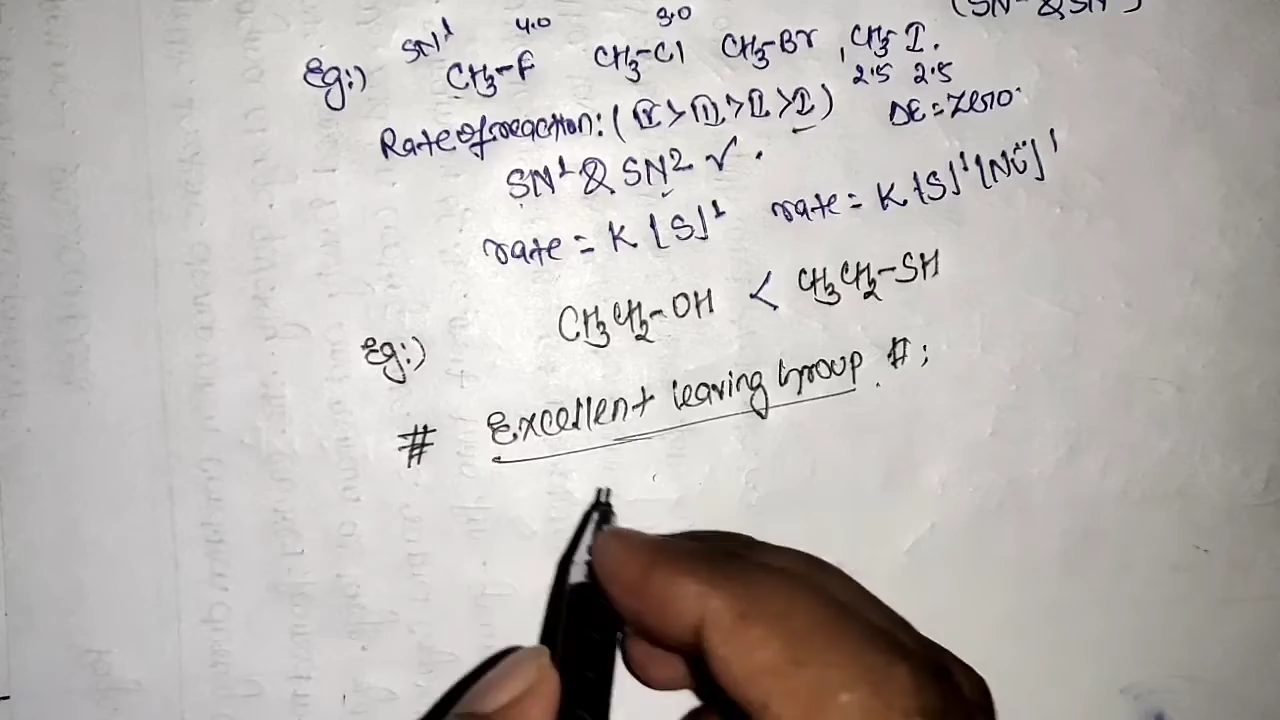 (SN¹ & SN²)
SN¹ 4.0 3.0
Eg:) CH₃-F CH₃-Cl CH₃-Br, CH₃-I.
2.5 2.5
Rate of reaction: (IV > III > II > I) ΔE = Zero.
SN¹ & SN² ✓.
rate = K [S]¹ rate = K [S]¹ [Nü]¹
Eg:) CH₃CH₂-OH < CH₃CH₂-SH
# Excellent leaving Group. #;